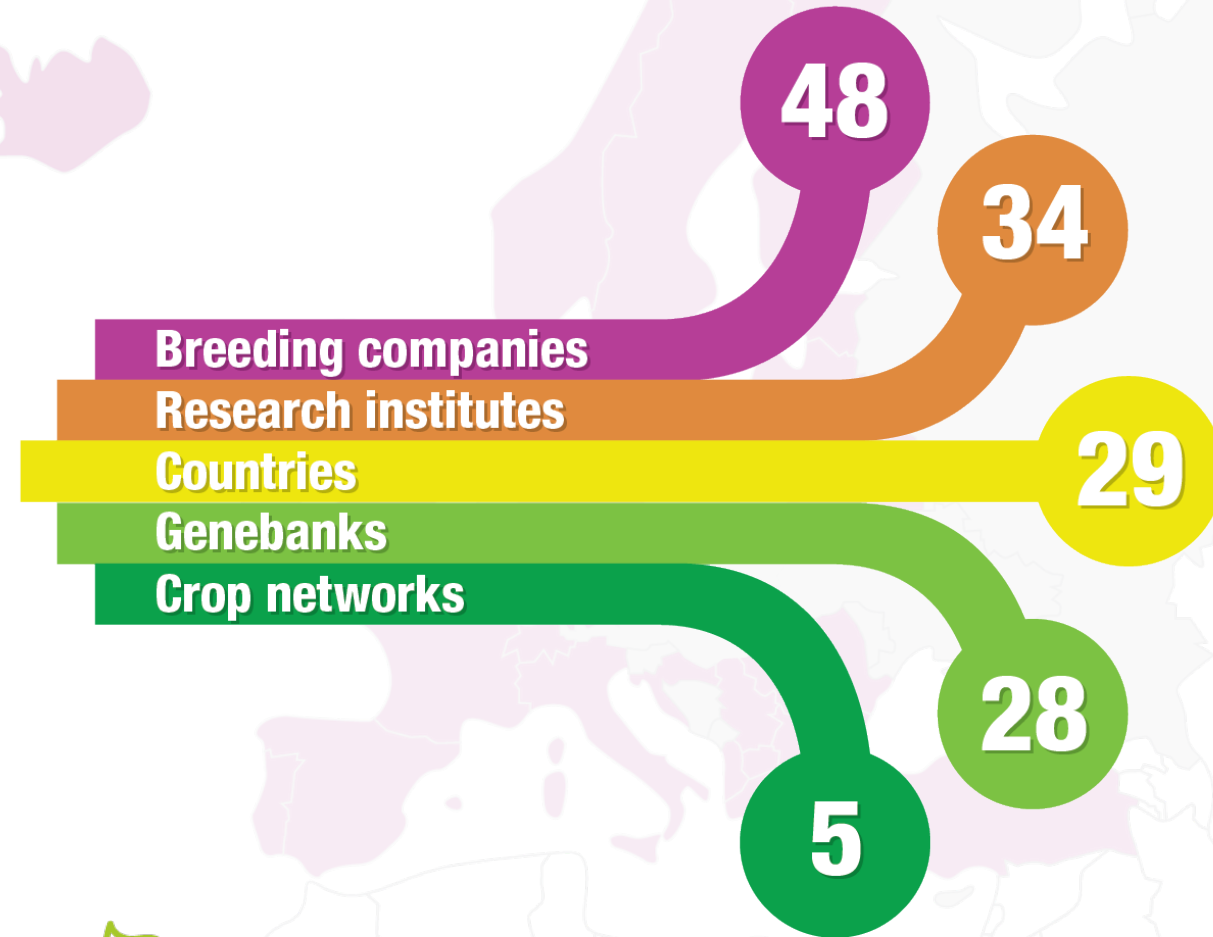 48
34
Breeding companies
Research institutes
Countries
29
Genebanks
Crop networks
28
5